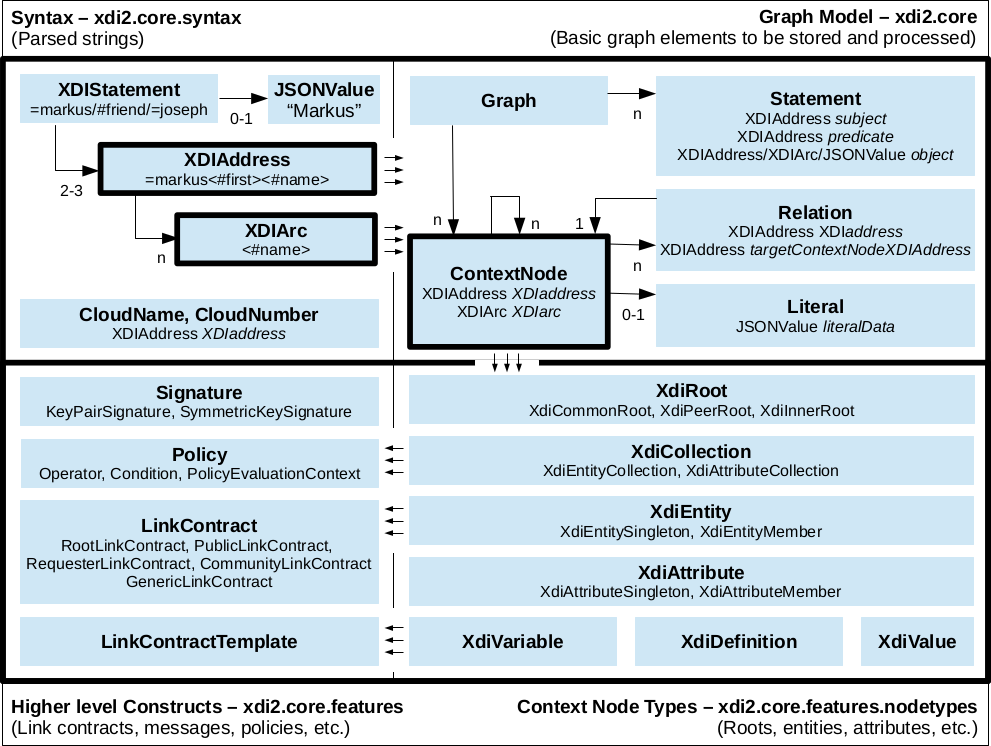 Syntax – xdi2.core.syntax
(Parsed strings)
Graph Model – xdi2.core
(Basic graph elements to be stored and processed)
XDIStatement
=markus/#friend/=joseph
0-1
JSONValue
“Markus”
2-3
XDIAddress
=markus<#first><#name>
n
XDIArc
<#name>
CloudName, CloudNumber
XDIAddress XDIaddress
Graph
n
Statement
XDIAddress subject
XDIAddress predicate
XDIAddress/XDIArc/JSONValue object
n
n
1
Relation
XDIAddress XDIaddress
XDIAddress targetContextNodeXDIAddress
n
ContextNode
XDIAddress XDIaddress
XDIArc XDIarc
0-1
Literal
JSONValue literalData
Signature
KeyPairSignature, SymmetricKeySignature
Policy
Operator, Condition, PolicyEvaluationContext
LinkContract
RootLinkContract, PublicLinkContract,
RequesterLinkContract, CommunityLinkContract
GenericLinkContract
LinkContractTemplate
XdiRoot
XdiCommonRoot, XdiPeerRoot, XdiInnerRoot
XdiCollection
XdiEntityCollection, XdiAttributeCollection
XdiEntity
XdiEntitySingleton, XdiEntityMember
XdiAttribute
XdiAttributeSingleton, XdiAttributeMember
XdiVariable
XdiDefinition
XdiValue
Higher level Constructs – xdi2.core.features
(Link contracts, messages, policies, etc.)
Context Node Types – xdi2.core.features.nodetypes
(Roots, entities, attributes, etc.)